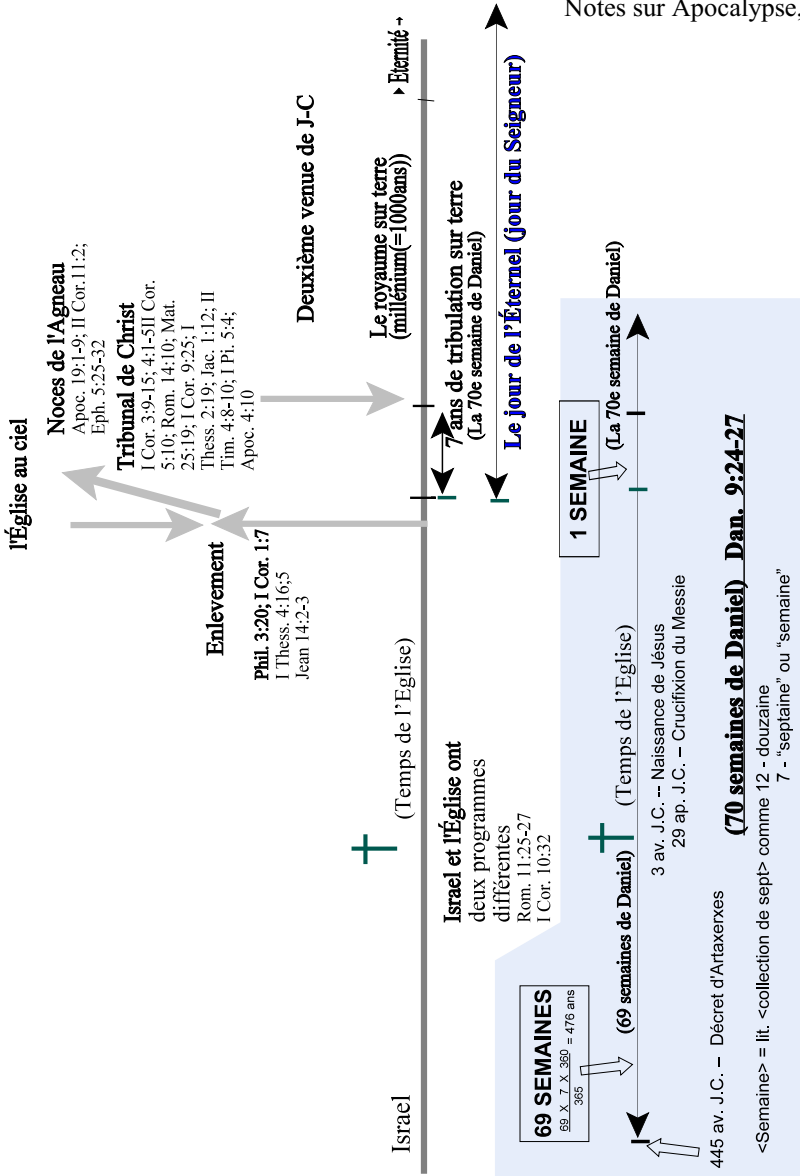 Notes sur Apocalypse,
l'Église au ciel
Noces de l'Agneau
Apoc. 19:1-9; II Cor.11:2;
Eph. 5:25-32
Tribunal de Christ
I Cor. 3:9-15; 4:1-5II Cor.
5:10; Rom. 14:10; Mat.
25:19; I Cor. 9:25; I
Thess. 2:19; Jac. 1:12; II
Tim. 4:8-10; I Pi. 5:4;
Apoc. 4:10
Enlevement
Phil. 3:20; I Cor. 1:7
I Thess. 4:16;5
Jean 14:2-3
Deuxième venue de J-C
Le royaume sur terre
(millénium(=1000ans))
Eternité
Israel
(Temps de l'Eglise)
7 ans de tribulation sur terre
(La 70e semaine de Daniel)
Le jour de l'Éternel (jour du Seigneur)
Israel et l'Église ont
deux programmes
différentes
Rom. 11:25-27
I Cor. 10:32
69 SEMAINES
69 X 7 X 360
365
= 476 ans
(69 semaines de Daniel)
(Temps de l'Eglise)
1 SEMAINE
(La 70e semaine de Daniel)
3 av. J.C. -- Naissance de Jésus
29 ap. J.C. – Crucifixion du Messie
445 av. J.C. – Décret d'Artaxerxes
(70 semaines de Daniel) Dan. 9:24-27
<Semaine> = lit. <collection de sept> comme 12 - douzaine
7 - “septaine” ou “semaine”